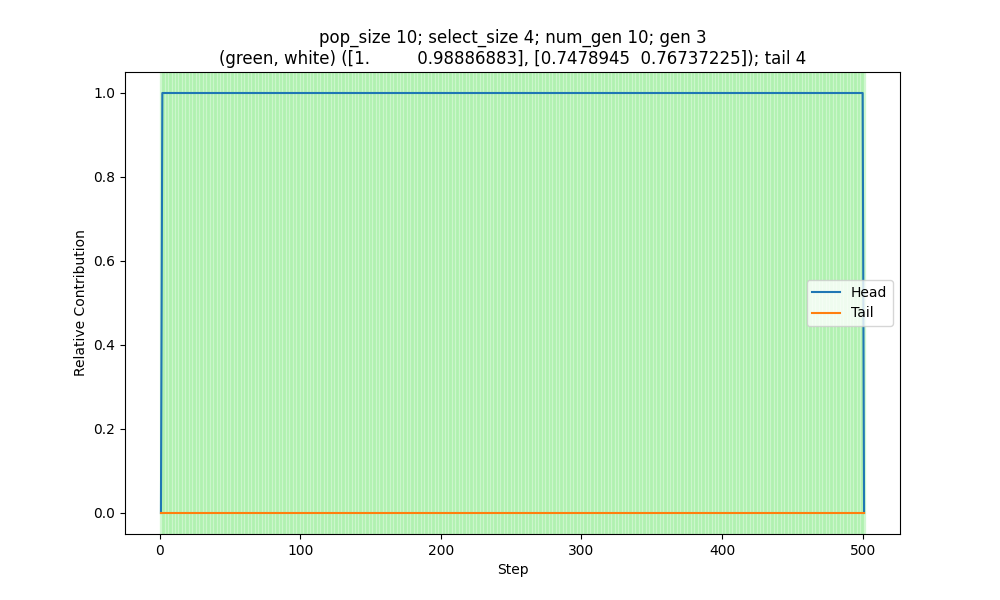 pop_size 10; select_size 4; num_gen 10; gen 3
(green, white) ([1.         0.98886883], [0.7478945  0.76737225]); tail 4
1.0
0.8
0.6
0.4
0.2
0.0
Relative Contribution
Head
Tail
0 100 200 300 400 500
Step